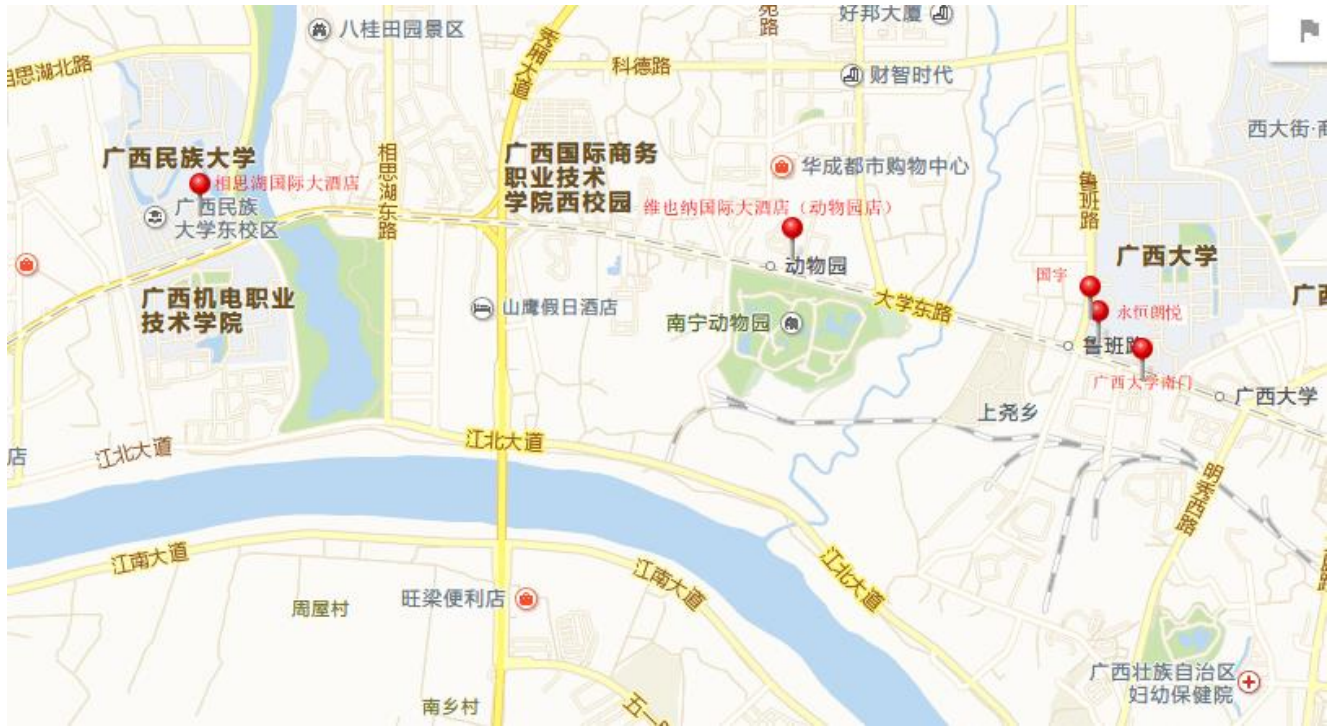 八桂田园景区
秀厢大道
好邦大厦
苑路
相思湖北路
科德路
财智时代
西大街·商
广西民族大学
相思湖国际大酒店
广西民族
大学东校区
相思湖东路
广西国际商务
职业技术
学院西校园
华成都市购物中心
维也纳国际大酒店（动物园店）
鲁班路
广西大学
动物园
国宇
永恒朗悦
广西机电职业
技术学院
山鹰假日酒店
南宁动物园
大学东路
鲁班路
广西大学南门
广西大学
上尧乡
店
江北大道
江北大道
明秀西路
江南大道
江南大道
江北大道
旺梁便利店
周屋村
南乡村
五一
广西壮族自治区
妇幼保健院